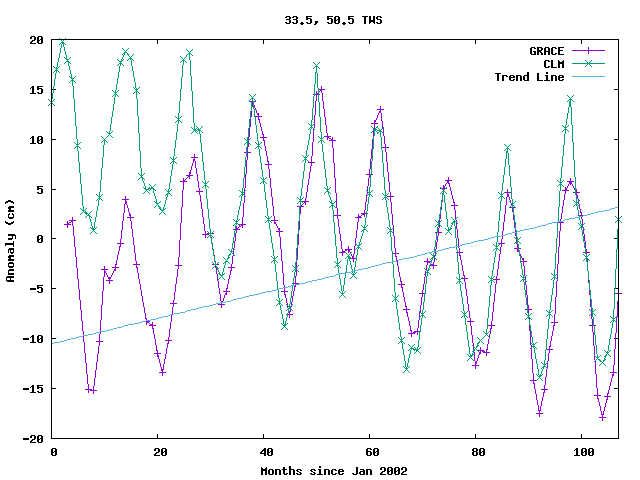 33.5, 50.5 TWS
GRACE
CLM
Trend Line
20
15
10
5
0
-5
-10
-15
-20
Anomaly (cm)
0 20 40 60 80 100
Months since Jan 2002